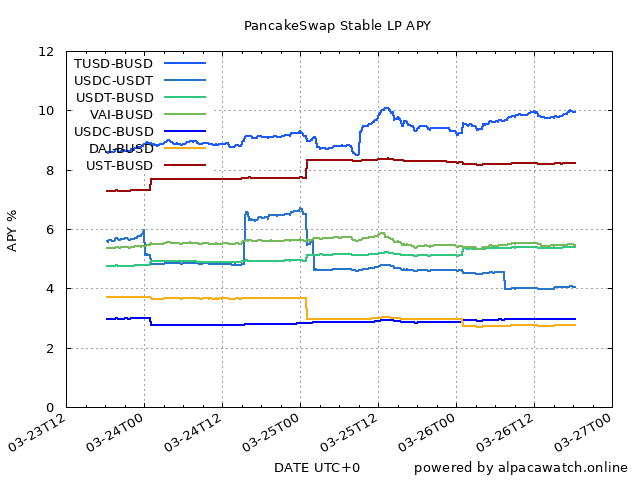 PancakeSwap Stable LP APY
12
10
8
6
4
2
0
APY %
TUSD-BUSD
USDC-USDT
USDT-BUSD
VAI-BUSD
USDC-BUSD
DAI-BUSD
UST-BUSD
03-23T12
03-24T00
03-24T12
03-25T00
03-25T12
03-26T00
03-26T12
03-27T00
DATE UTC+0
powered by alpacawatch.online